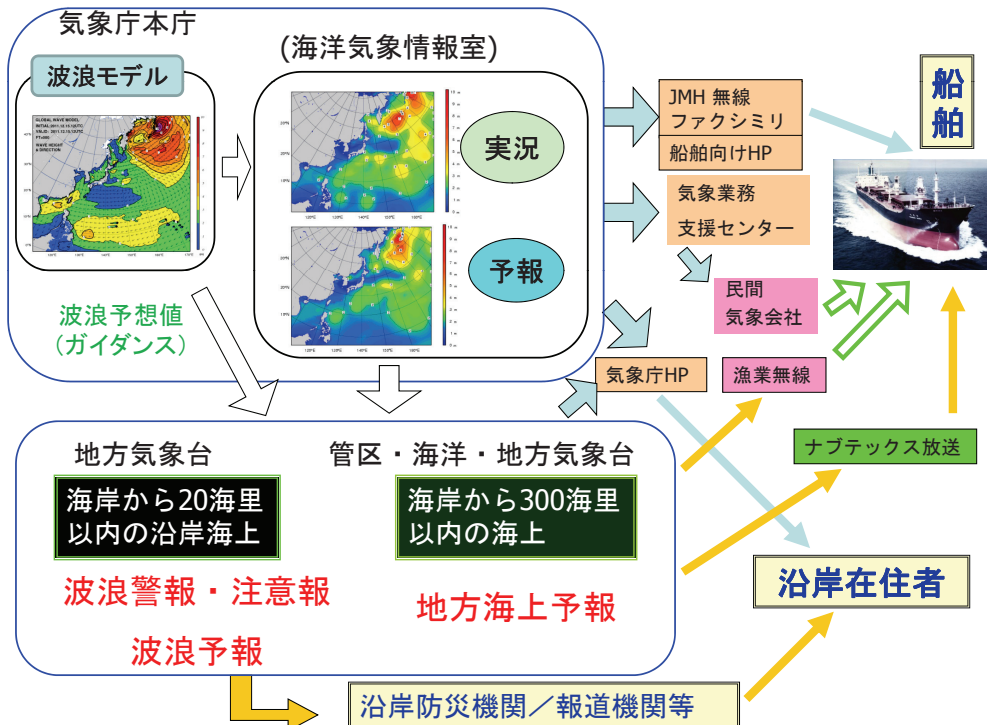 気象庁本庁
(海洋気象情報室)
波浪モデル
GLOBAL WAVE MODEL
WAVE HEIGHT
& DIRECTION
実況
予報
波浪予想値
(ガイダンス)
JMH 無線
ファクシミリ
船舶向けHP
気象業務
支援センター
民間
気象会社
気象庁HP
漁業無線
船舶
ナブテックス放送
地方気象台
海岸から20海里
以内の沿岸海上
波浪警報・注意報
波浪予報
管区・海洋・地方気象台
海岸から300海里
以内の海上
地方海上予報
沿岸在住者
沿岸防災機関／報道機関等